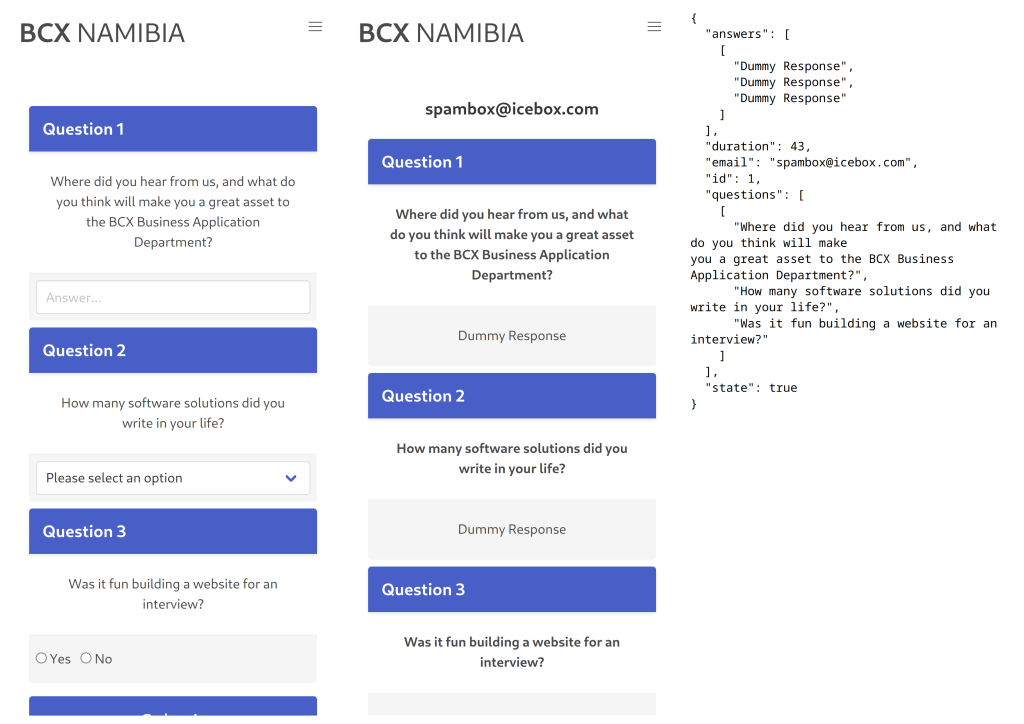 BCX NAMIBIA
Question 1
Where did you hear from us, and what do
you think will make you a great asset to
the BCX Business Application
Department?
Answer...
Question 2
How many software solutions did you
write in your life?
Please select an option
Question 3
Was it fun building a website for an
interview?
Yes No
BCX NAMIBIA
spambox@icebox.com
Question 1
Where did you hear from us, and what
do you think will make you a great asset
to the BCX Business Application
Department?
Dummy Response
Question 2
How many software solutions did you
write in your life?
Dummy Response
Question 3
Was it fun building a website for an
interview?
{
"answers": [
[
"Dummy Response",
"Dummy Response",
"Dummy Response"
]
],
"duration": 43,
"email": "spambox@icebox.com",
"id": 1,
"questions": [
[
"Where did you hear from us, and what
do you think will make
you a great asset to the BCX Business
Application Department?",
"How many software solutions did you
write in your life?",
"Was it fun building a website for an
interview?"
]
],
"state": true
}